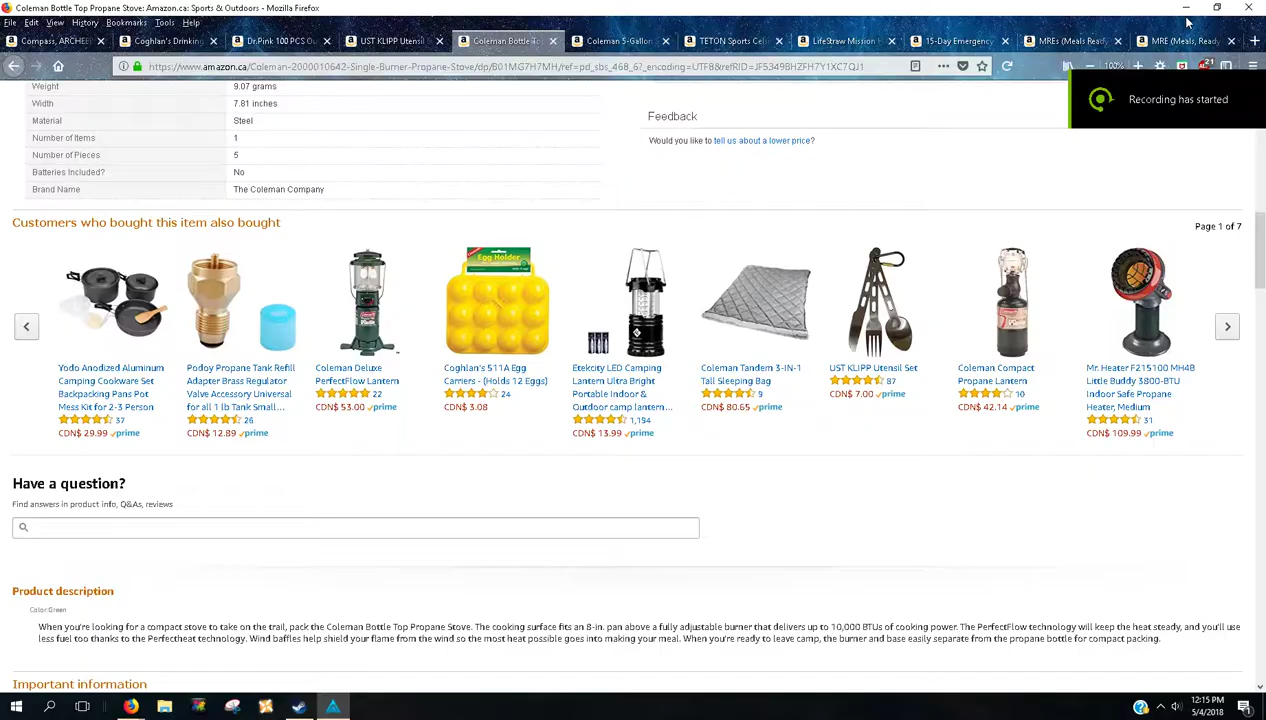 Coleman Bottle Top Propane Stove: Amazon.ca: Sports & Outdoors - Mozilla Firefox
File Edit View History Bookmarks Tools Help
Compass, ARCHEE
Coghlan's Drinking
Dr.Pink 100 PCS Ou
UST KLIPP Utensil
Coleman Bottle To
Coleman 5-Gallon
TETON Sports Cel
LifeStraw Mission
15-Day Emergency
MREs (Meals Ready
MRE (Meals, Ready
https://www.amazon.ca/Coleman-2000010642-Single-Burner-Propane-Stove/dp/B01MG7H7MH/ref=pd_sbs_468_6?_encoding=UTF8&refRID=JF5349BHZFH7Y1XC7QJ1
100%
21
Recording has started
Weight 9.07 grams
Width 7.81 inches
Material Steel
Number of Items 1
Number of Pieces 5
Batteries Included? No
Brand Name The Coleman Company
Feedback
Would you like to tell us about a lower price?
Customers who bought this item also bought
Page 1 of 7
Yodo Anodized Aluminum
Camping Cookware Set
Backpacking Pans Pot
Mess Kit for 2-3 Person
37
CDN$ 29.99 prime
Podoy Propane Tank Refill
Adapter Brass Regulator
Valve Accessory Universal
for all 1 lb Tank Small...
26
CDN$ 12.89 prime
Coleman Deluxe
PerfectFlow Lantern
22
CDN$ 53.00 prime
Egg Holder
Coghlan's 511A Egg
Carriers - (Holds 12 Eggs)
24
CDN$ 3.08
Etekcity LED Camping
Lantern Ultra Bright
Portable Indoor &
Outdoor camp lantern...
1,194
CDN$ 13.99 prime
Coleman Tandem 3-IN-1
Tall Sleeping Bag
9
CDN$ 80.65 prime
UST KLIPP Utensil Set
87
CDN$ 7.00 prime
Coleman Compact
Propane Lantern
10
CDN$ 42.14 prime
Mr. Heater F215100 MH4B
Little Buddy 3800-BTU
Indoor Safe Propane
Heater, Medium
31
CDN$ 109.99 prime
Have a question?
Find answers in product info, Q&As, reviews
Product description
Color:Green
When you're looking for a compact stove to take on the trail, pack the Coleman Bottle Top Propane Stove. The cooking surface fits an 8-in. pan above a fully adjustable burner that delivers up to 10,000 BTUs of cooking power. The PerfectFlow technology will keep the heat steady, and you'll use
less fuel too thanks to the Perfectheat technology. Wind baffles help shield your flame from the wind so the most heat possible goes into making your meal. When you're ready to leave camp, the burner and base easily separate from the propane bottle for compact packing.
Important information
12:15 PM
5/4/2018